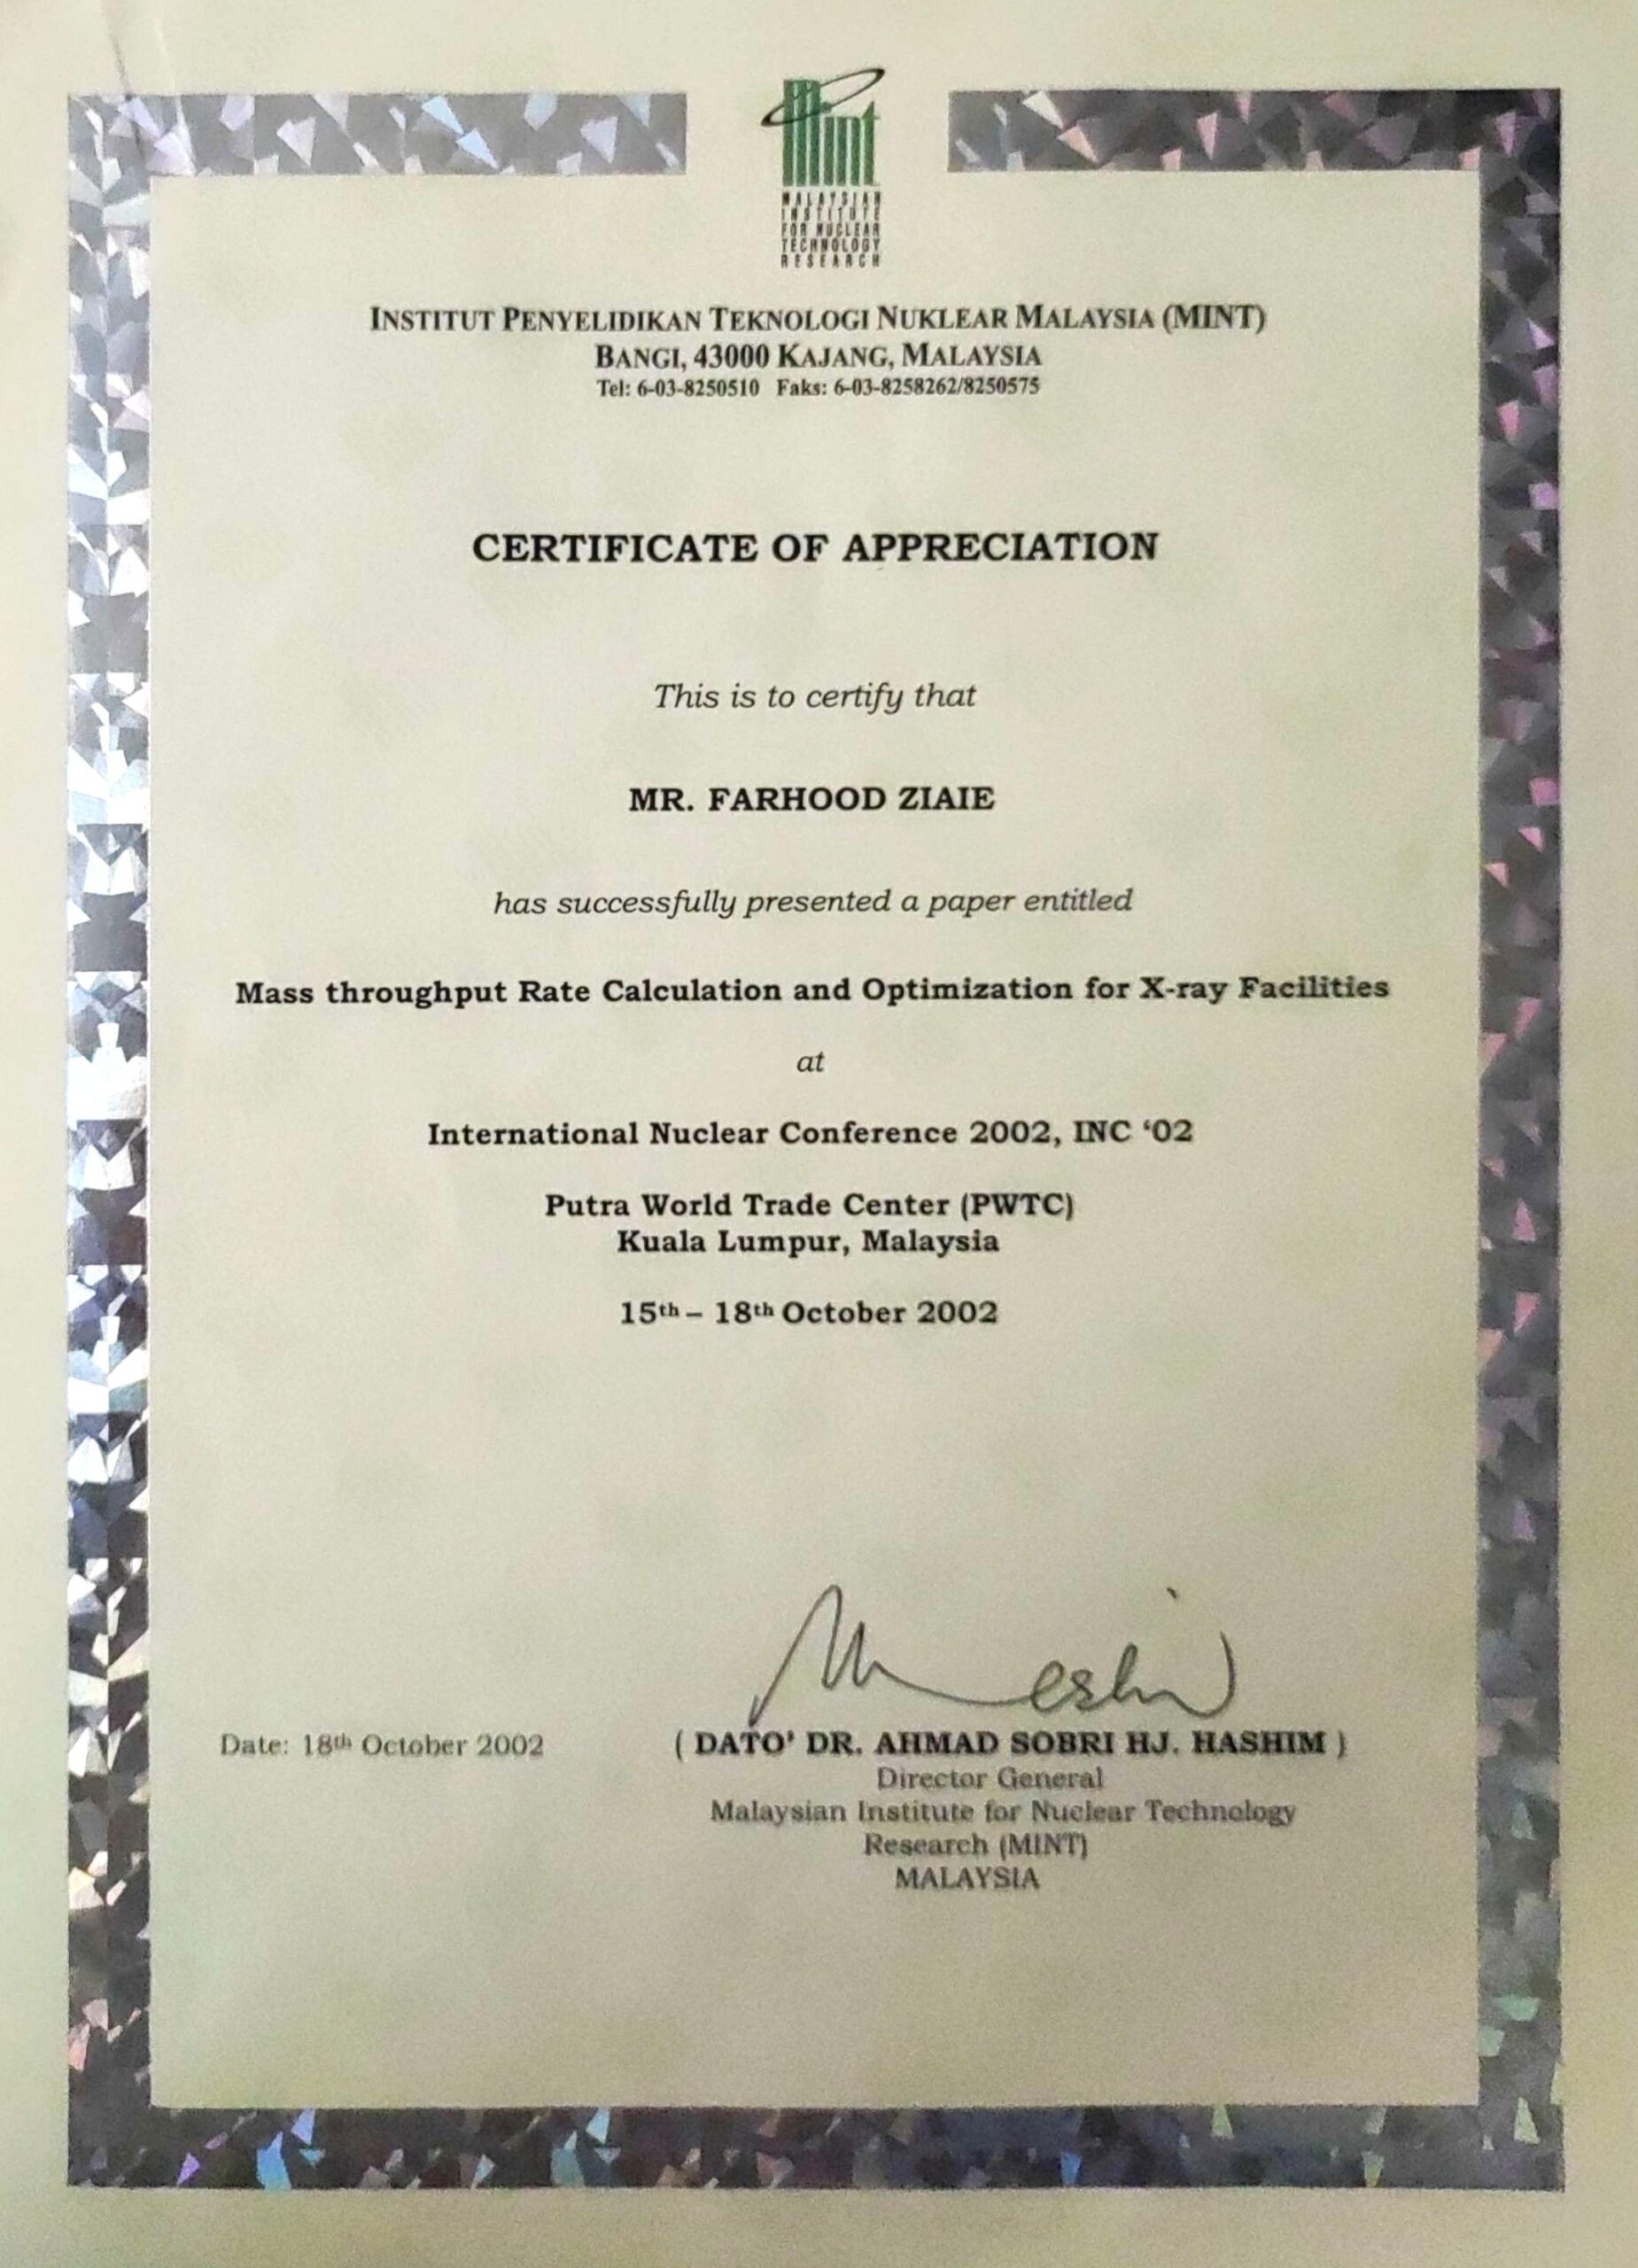 Mint
MALAYSIAN
INSTITUTE
FOR NUCLEAR
TECHNOLOGY
RESEARCH
INSTITUT PENYELIDIKAN TEKNOLOGI NUKLEAR MALAYSIA (MINT)
BANGI, 43000 KAJANG, MALAYSIA
Tel: 6-03-8250510 Faks: 6-03-8258262/8250575
CERTIFICATE OF APPRECIATION
This is to certify that
MR. FARHOOD ZIAIE
has successfully presented a paper entitled
Mass throughput Rate Calculation and Optimization for X-ray Facilities
at
International Nuclear Conference 2002, INC ‘02
Putra World Trade Center (PWTC)
Kuala Lumpur, Malaysia
15th – 18th October 2002
Date: 18th October 2002
( DATO' DR. AHMAD SOBRI HJ. HASHIM )
Director General
Malaysian Institute for Nuclear Technology
Research (MINT)
MALAYSIA